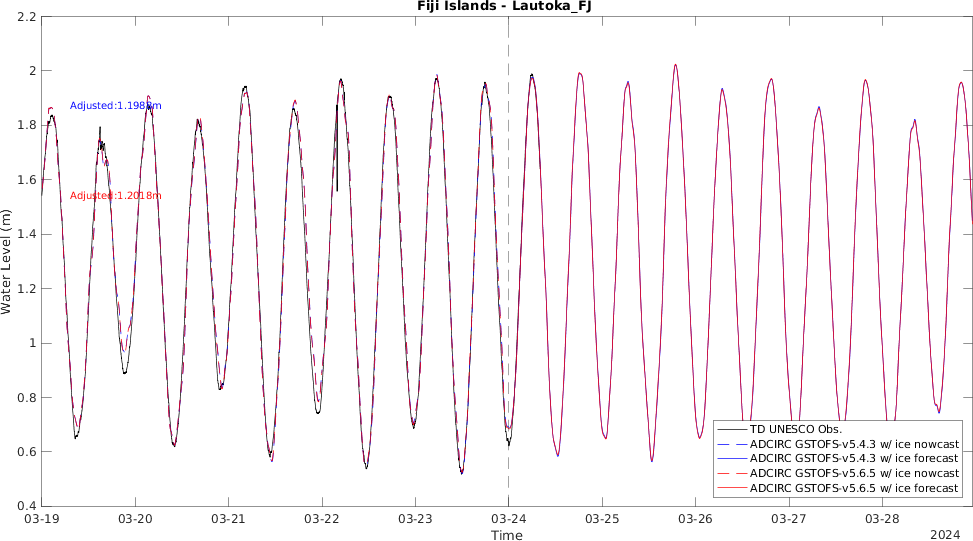 Fiji Islands - Lautoka_FJ
2.2
2
1.8
1.6
1.4
1.2
1
0.8
0.6
0.4
Water Level (m)
Adjusted:1.1983m
Adjusted:1.2018m
TD UNESCO Obs.
ADCIRC GSTOFS-v5.4.3 w/ ice nowcast
ADCIRC GSTOFS-v5.4.3 w/ ice forecast
ADCIRC GSTOFS-v5.6.5 w/ ice nowcast
ADCIRC GSTOFS-v5.6.5 w/ ice forecast
03-19 03-20 03-21 03-22 03-23 03-24 03-25 03-26 03-27 03-28
Time
2024